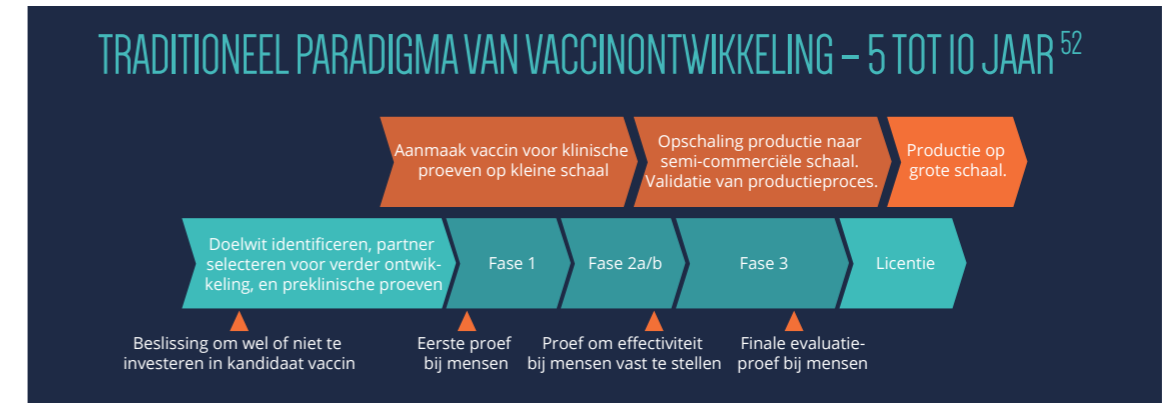 TRADITIONEEL PARADIGMA VAN VACCINONTWIKKELING – 5 TOT 10 JAAR 52
Aanmaak vaccin voor klinische
proeven op kleine schaal
Opschaling productie naar
semi-commerciële schaal.
Validatie van productieproces.
Productie op
grote schaal.
Doelwit identificeren, partner
selecteren voor verder ontwik-
keling, en preklinische proeven
Fase 1
Fase 2a/b
Fase 3
Licentie
Beslissing om wel of niet te
investeren in kandidaat vaccin
Eerste proef
bij mensen
Proef om effectiviteit
bij mensen vast te stellen
Finale evaluatie-
proef bij mensen